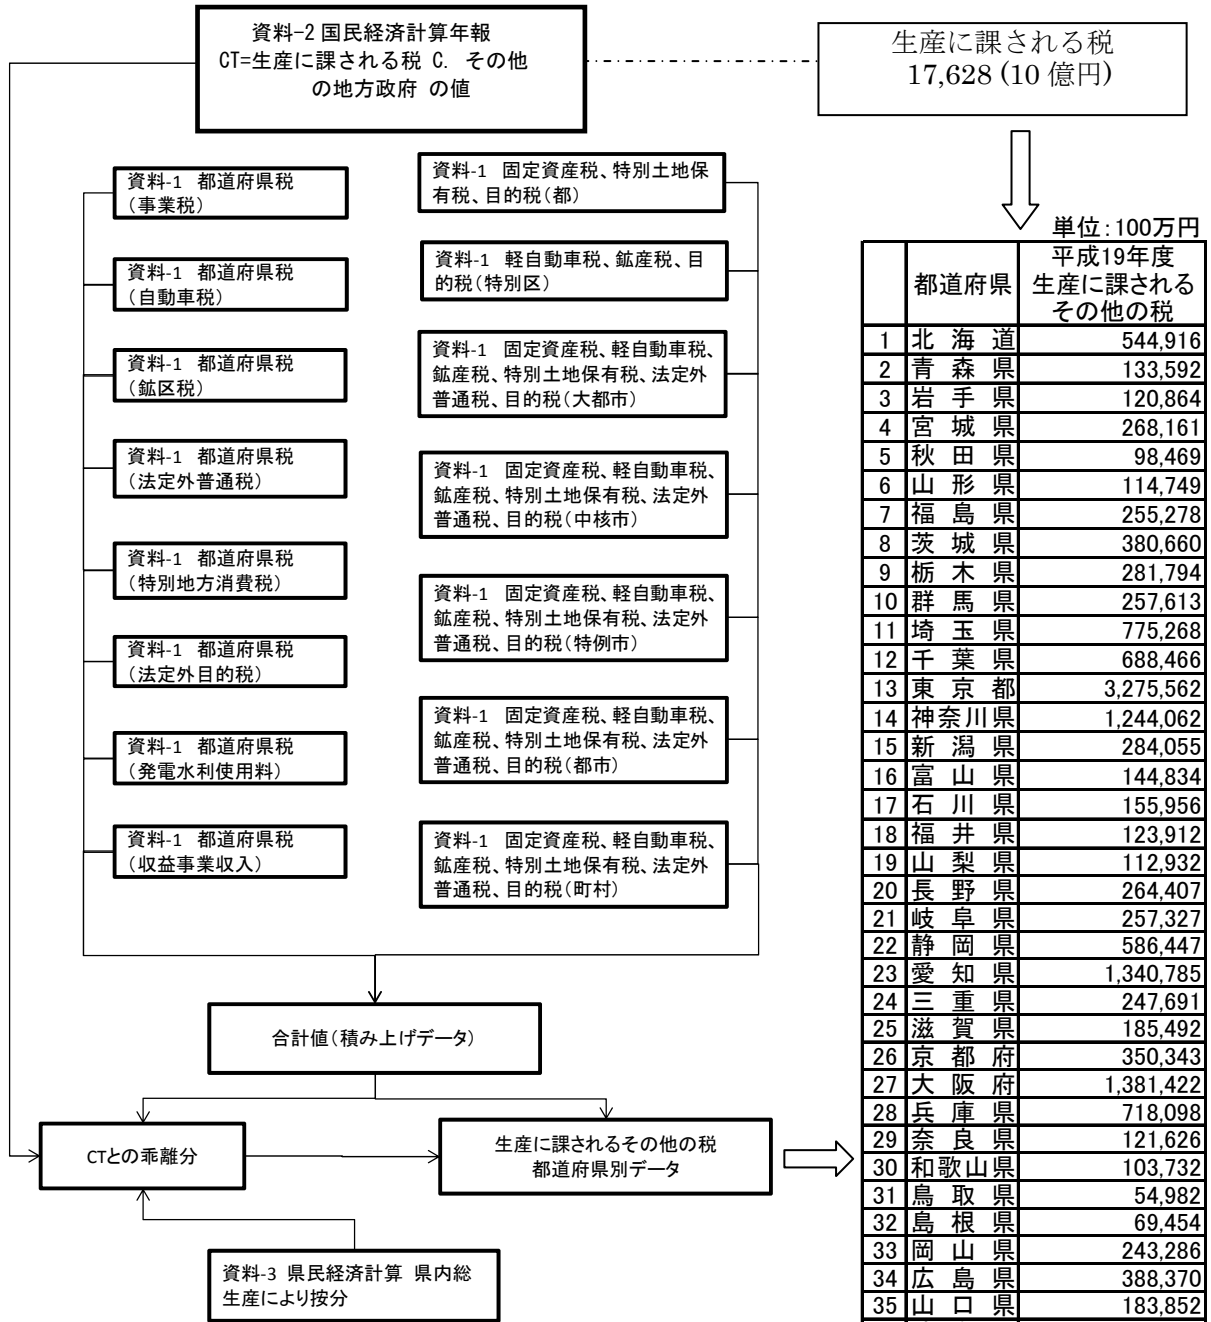 資料-2 国民経済計算年報
CT=生産に課される税 C. その他
の地方政府 の値
生産に課される税
17,628 (10 億円)
資料-1 都道府県税
(事業税)
資料-1 都道府県税
(自動車税)
資料-1 都道府県税
(鉱区税)
資料-1 都道府県税
(法定外普通税)
資料-1 都道府県税
(特別地方消費税)
資料-1 都道府県税
(法定外目的税)
資料-1 都道府県税
(発電水利使用料)
資料-1 都道府県税
(収益事業収入)
資料-1 固定資産税、特別土地保
有税、目的税(都)
資料-1 軽自動車税、鉱産税、目
的税(特別区)
資料-1 固定資産税、軽自動車税、
鉱産税、特別土地保有税、法定外
普通税、目的税(大都市)
資料-1 固定資産税、軽自動車税、
鉱産税、特別土地保有税、法定外
普通税、目的税(中核市)
資料-1 固定資産税、軽自動車税、
鉱産税、特別土地保有税、法定外
普通税、目的税(特例市)
資料-1 固定資産税、軽自動車税、
鉱産税、特別土地保有税、法定外
普通税、目的税(都市)
資料-1 固定資産税、軽自動車税、
鉱産税、特別土地保有税、法定外
普通税、目的税(町村)
合計値(積み上げデータ)
CTとの乖離分
生産に課されるその他の税
都道府県別データ
資料-3 県民経済計算 県内総
生産により按分
単位:100万円
都道府県
平成19年度
生産に課される
その他の税
1 北海道 544,916
2 青森県 133,592
3 岩手県 120,864
4 宮城県 268,161
5 秋田県 98,469
6 山形県 114,749
7 福島県 255,278
8 茨城県 380,660
9 栃木県 281,794
10 群馬県 257,613
11 埼玉県 775,268
12 千葉県 688,466
13 東京都 3,275,562
14 神奈川県 1,244,062
15 新潟県 284,055
16 富山県 144,834
17 石川県 155,956
18 福井県 123,912
19 山梨県 112,932
20 長野県 264,407
21 岐阜県 257,327
22 静岡県 586,447
23 愛知県 1,340,785
24 三重県 247,691
25 滋賀県 185,492
26 京都府 350,343
27 大阪府 1,381,422
28 兵庫県 718,098
29 奈良県 121,626
30 和歌山県 103,732
31 鳥取県 54,982
32 島根県 69,454
33 岡山県 243,286
34 広島県 388,370
35 山口県 183,852